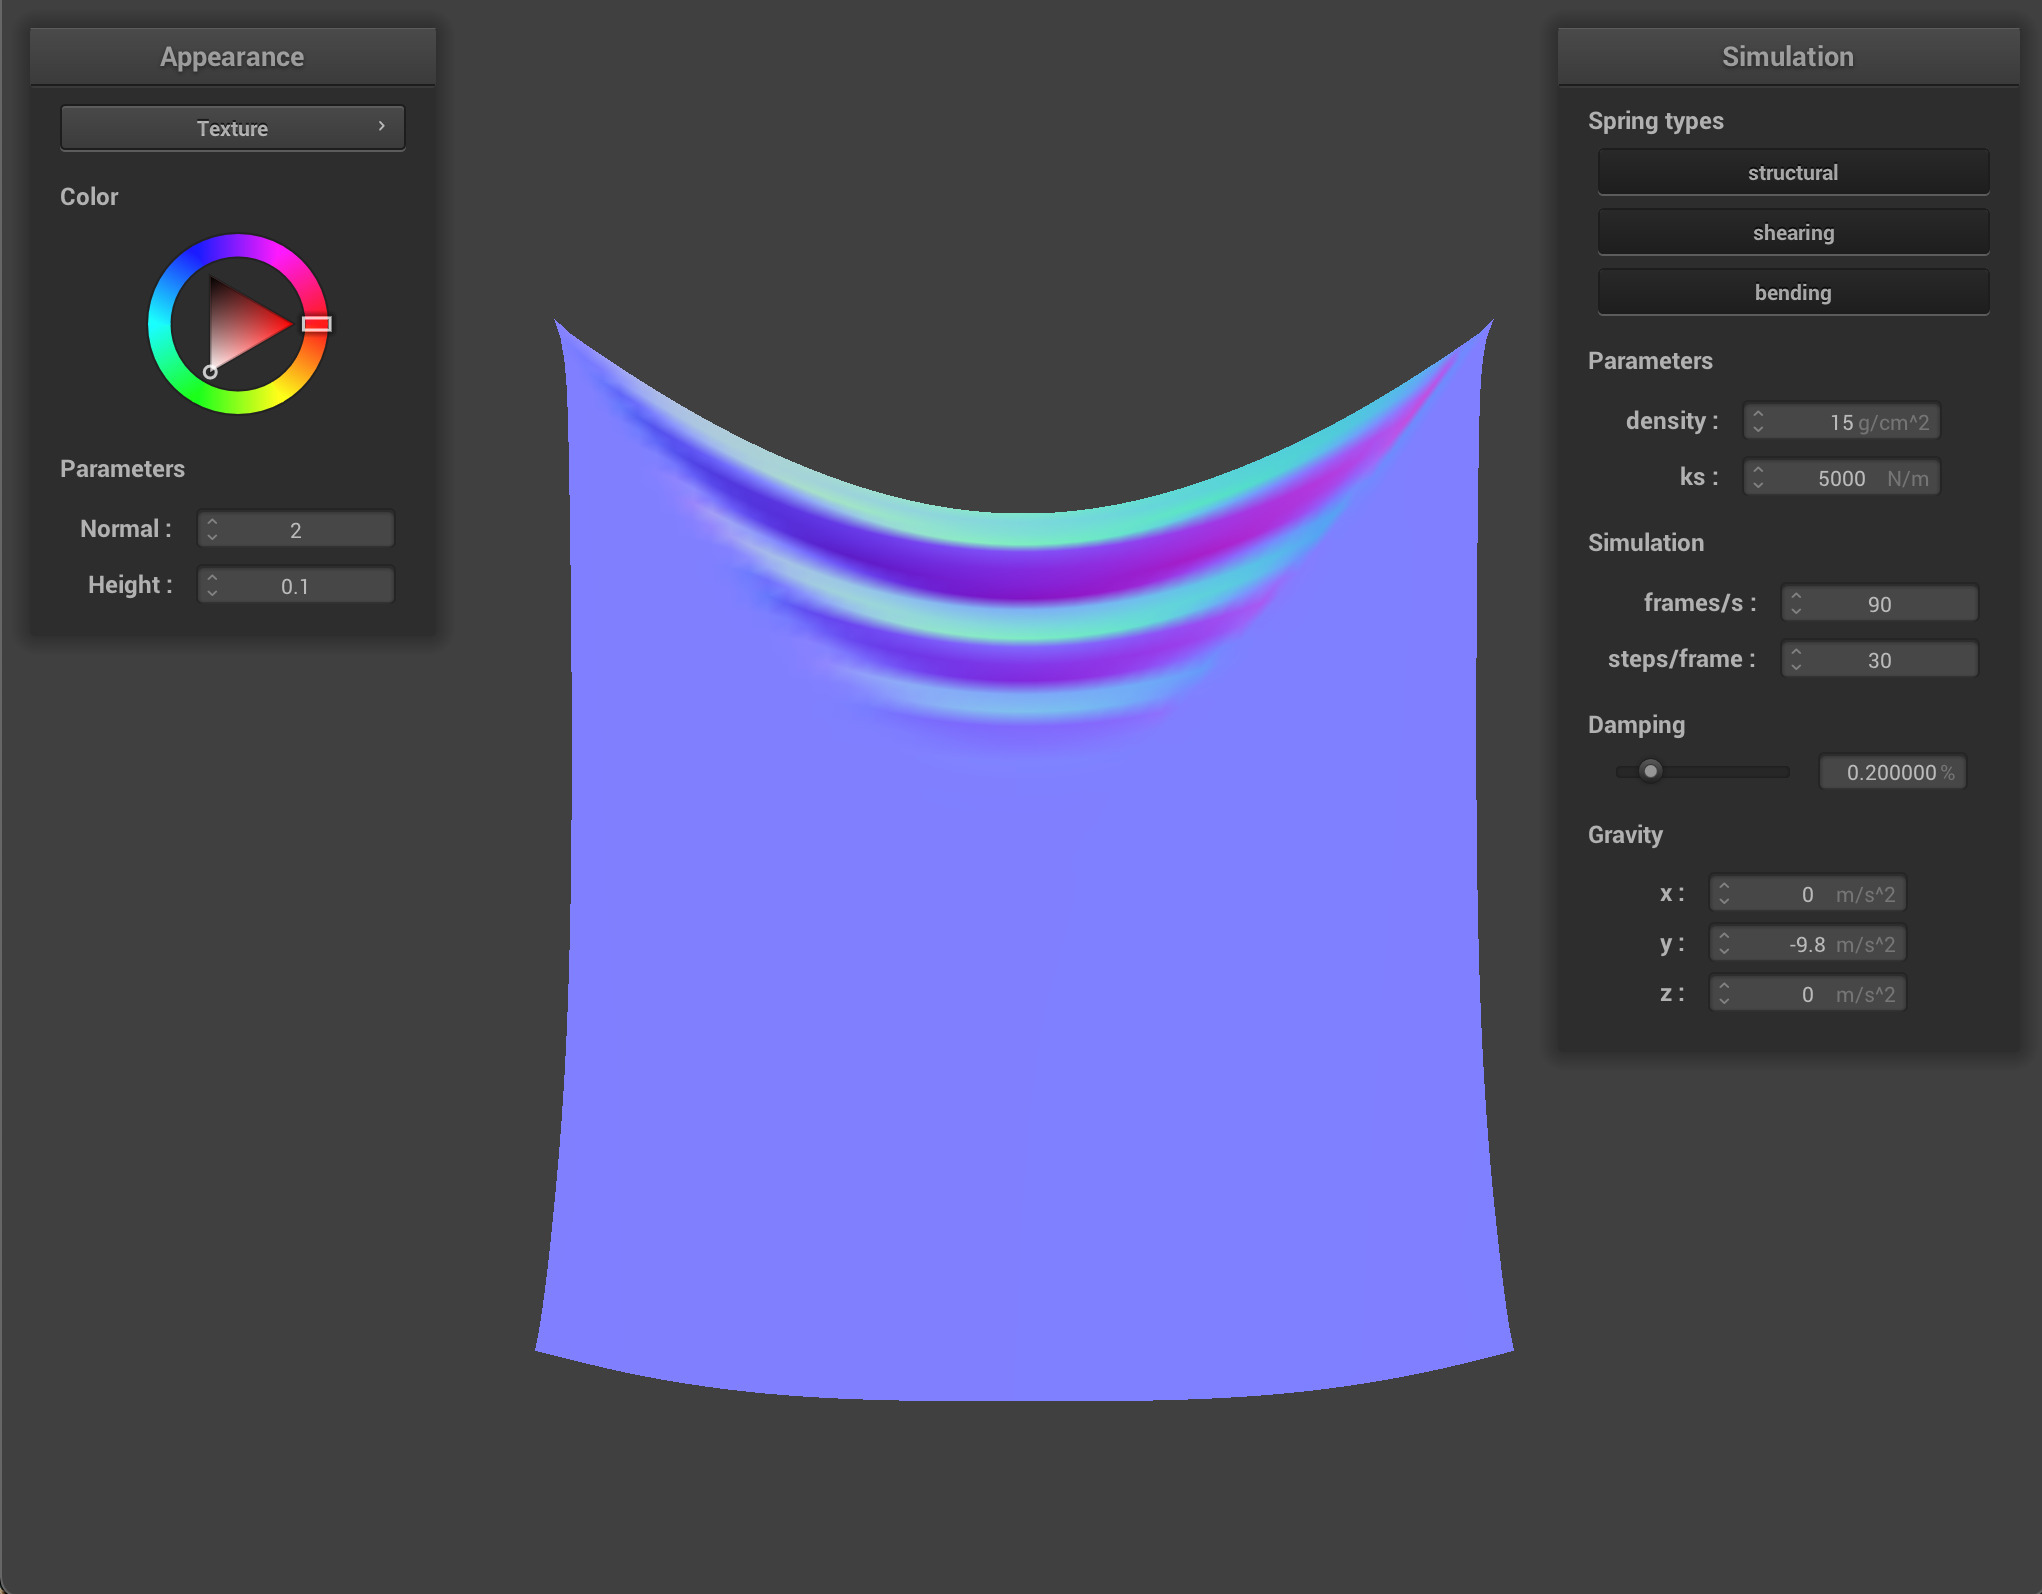 Appearance
Texture
Color
Parameters
Normal : 2
Height : 0.1
Simulation
Spring types
structural
shearing
bending
Parameters
density : 15 g/cm^2
ks : 5000 N/m
Simulation
frames/s : 90
steps/frame : 30
Damping
0.200000 %
Gravity
x : 0 m/s^2
y : -9.8 m/s^2
z : 0 m/s^2